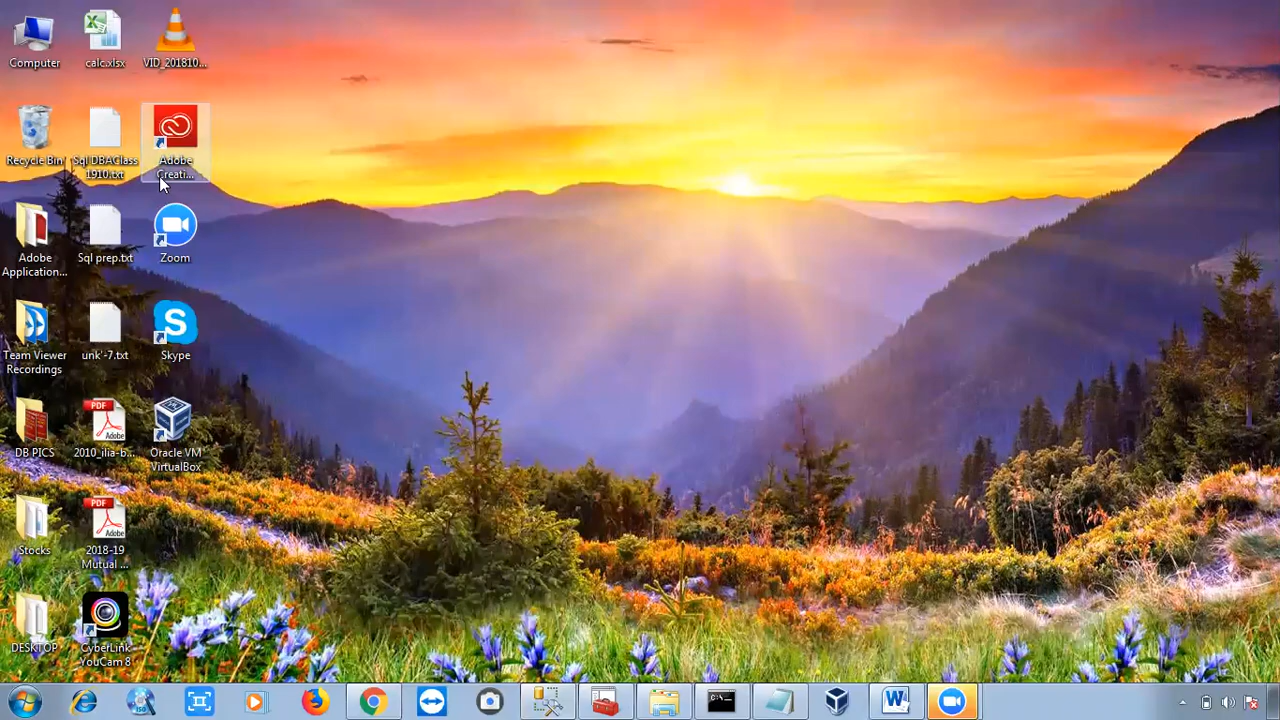 Computer
calc.xlsx
VID_201810...
Recycle Bin
Sql DBAClass
1910.txt
Adobe
Creati...
Adobe
Application...
Sql prep.txt
Zoom
Team Viewer
Recordings
unk'-7.txt
Skype
DB PICS
PDF
Adobe
2010_ilia-b...
Oracle VM
VirtualBox
Stocks
PDF
Adobe
2018-19
Mutual ...
DESKTOP
CyberLink
YouCam 8